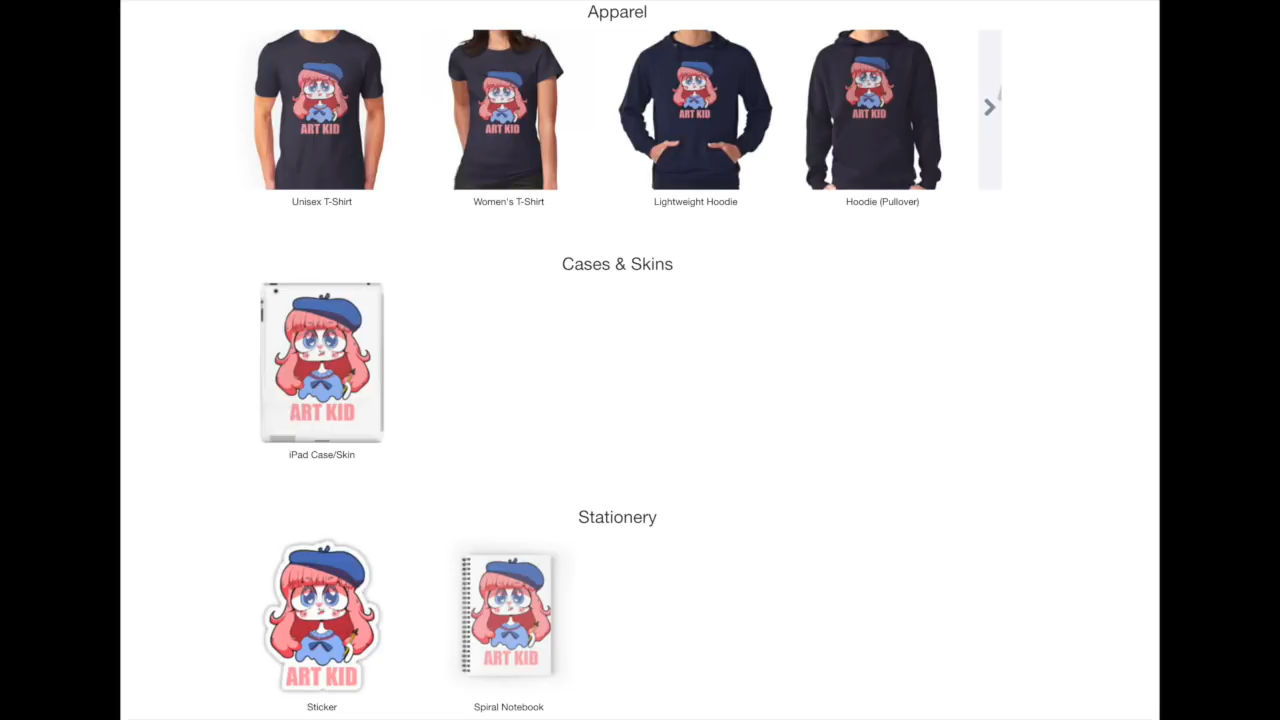 Apparel
ART KID
ART KID
ART KID
ART KID
Unisex T-Shirt
Women's T-Shirt
Lightweight Hoodie
Hoodie (Pullover)
Cases & Skins
ART KID
iPad Case/Skin
Stationery
ART KID
ART KID
Sticker
Spiral Notebook